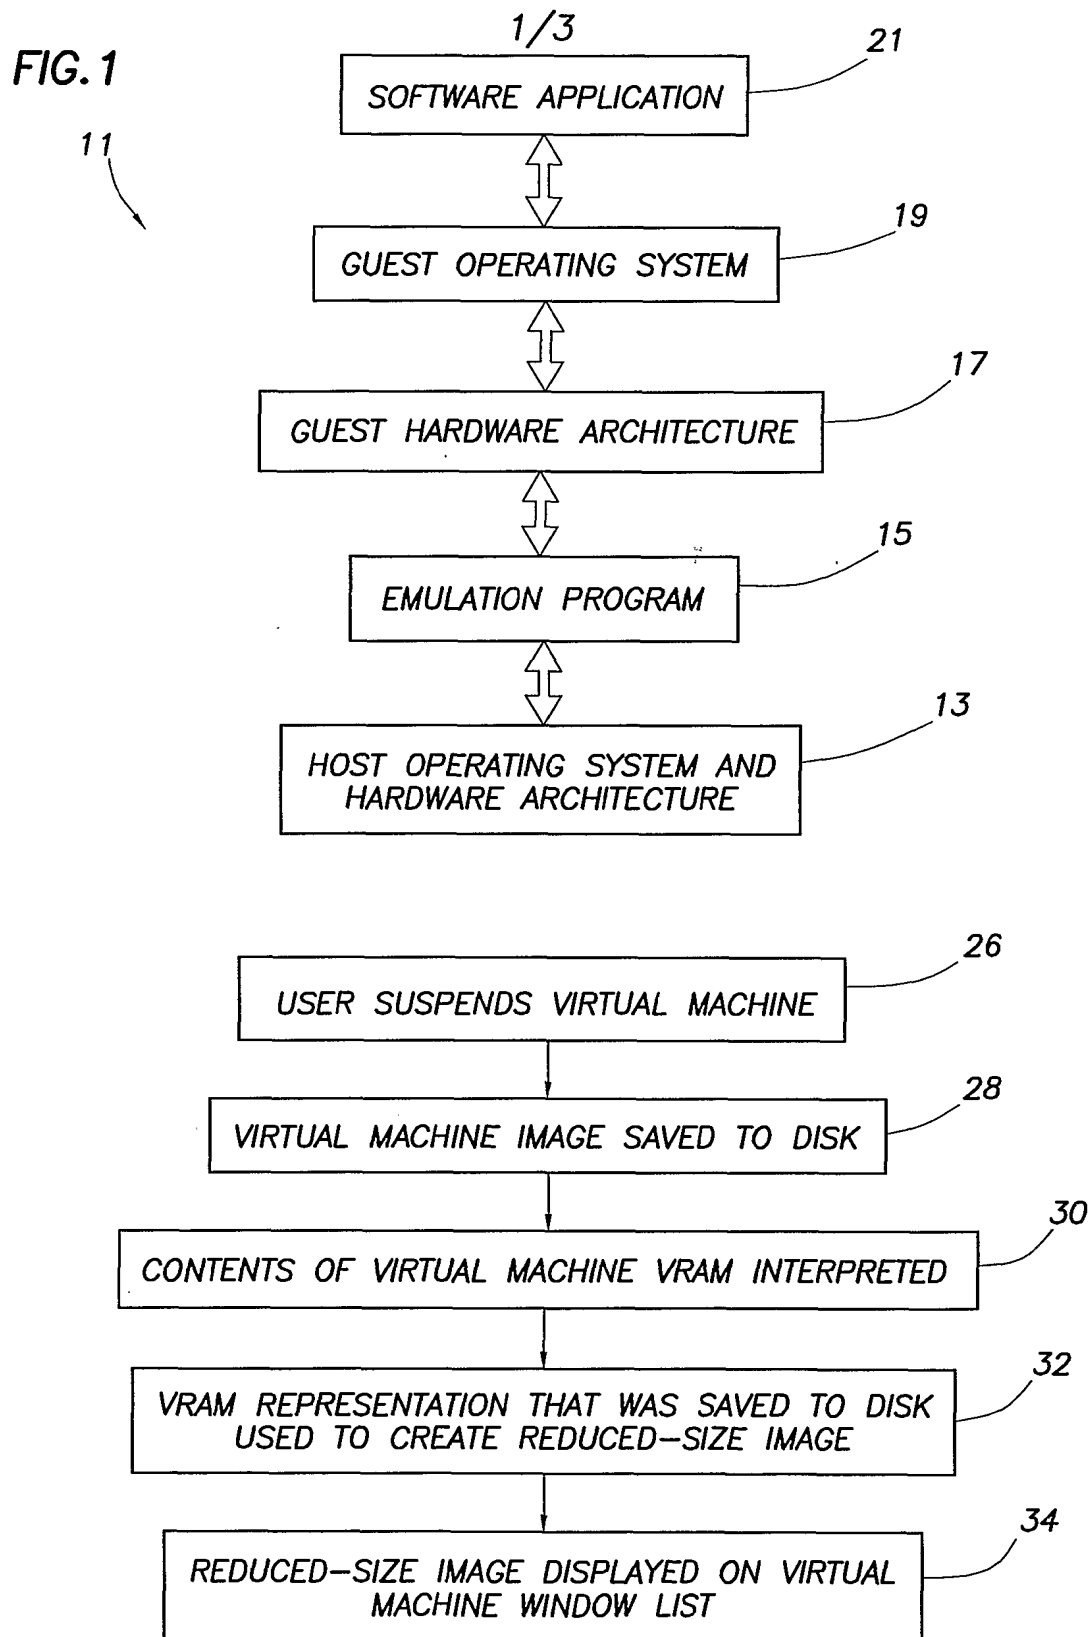 1/3
FIG. 1
21
SOFTWARE APPLICATION
11
19
GUEST OPERATING SYSTEM
17
GUEST HARDWARE ARCHITECTURE
15
EMULATION PROGRAM
13
HOST OPERATING SYSTEM AND
HARDWARE ARCHITECTURE
26
USER SUSPENDS VIRTUAL MACHINE
28
VIRTUAL MACHINE IMAGE SAVED TO DISK
30
CONTENTS OF VIRTUAL MACHINE VRAM INTERPRETED
32
VRAM REPRESENTATION THAT WAS SAVED TO DISK
USED TO CREATE REDUCED-SIZE IMAGE
34
REDUCED-SIZE IMAGE DISPLAYED ON VIRTUAL
MACHINE WINDOW LIST